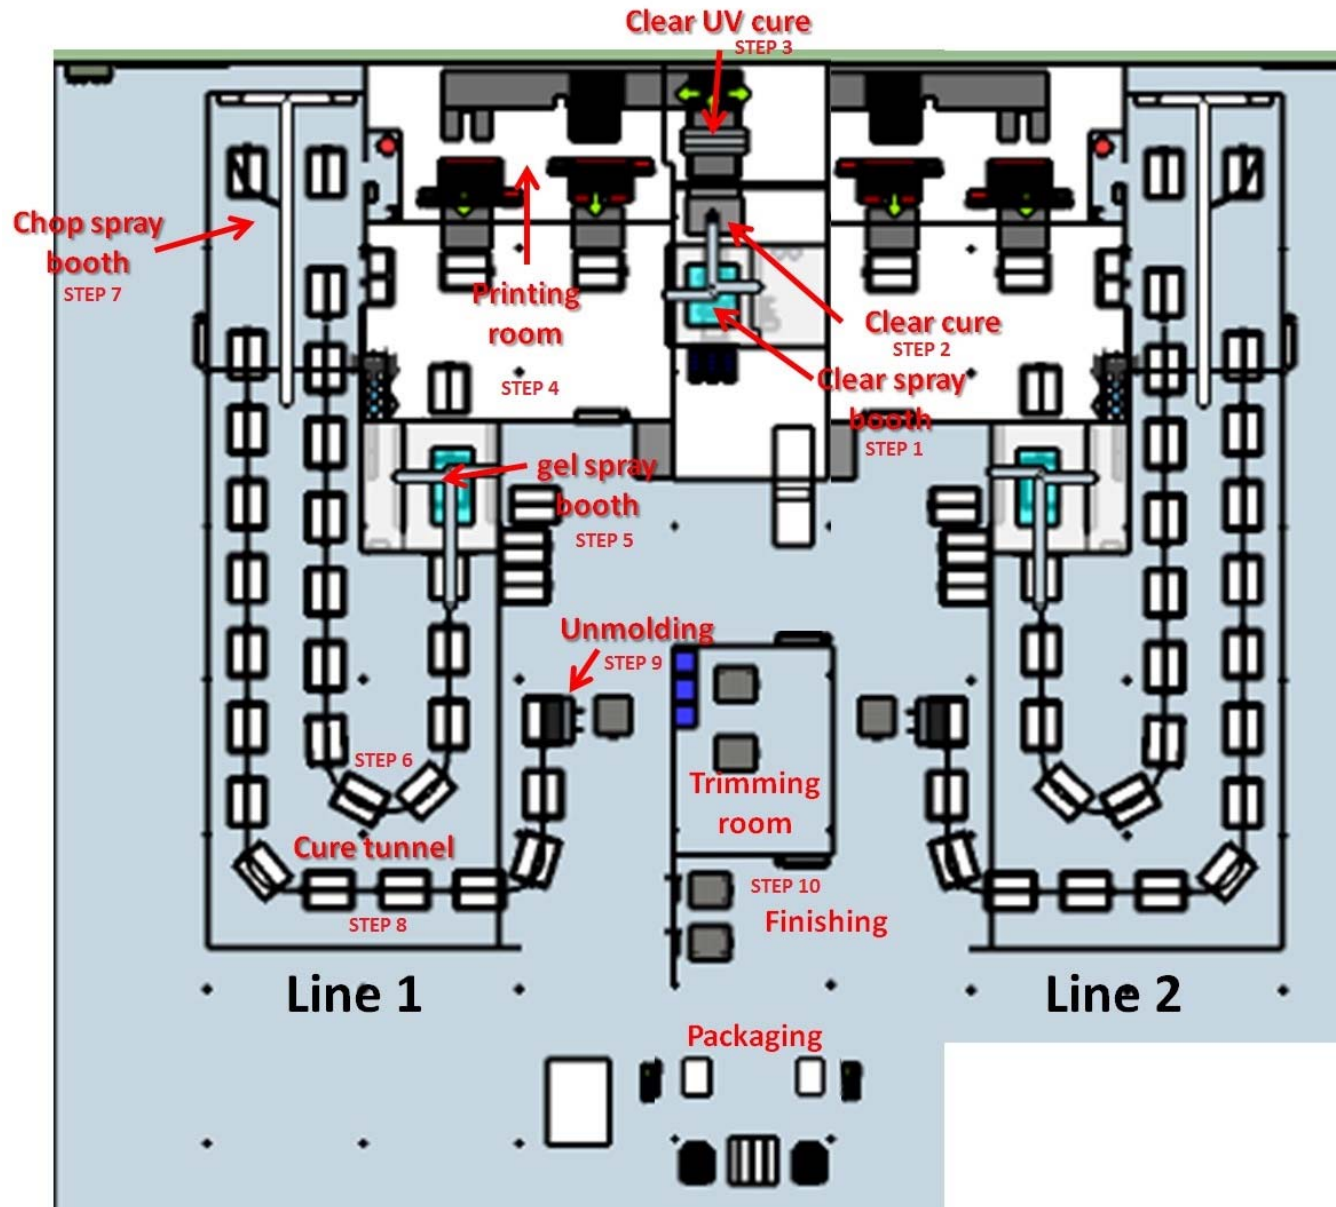 Clear UV cure
STEP 3
Chop spray
booth
STEP 7
Printing
room
STEP 4
Clear cure
STEP 2
Clear spray
booth
STEP 1
gel spray
booth
STEP 5
Unmolding
STEP 9
STEP 6
Trimming
room
Cure tunnel
STEP 8
STEP 10
Finishing
Line 1
Line 2
Packaging